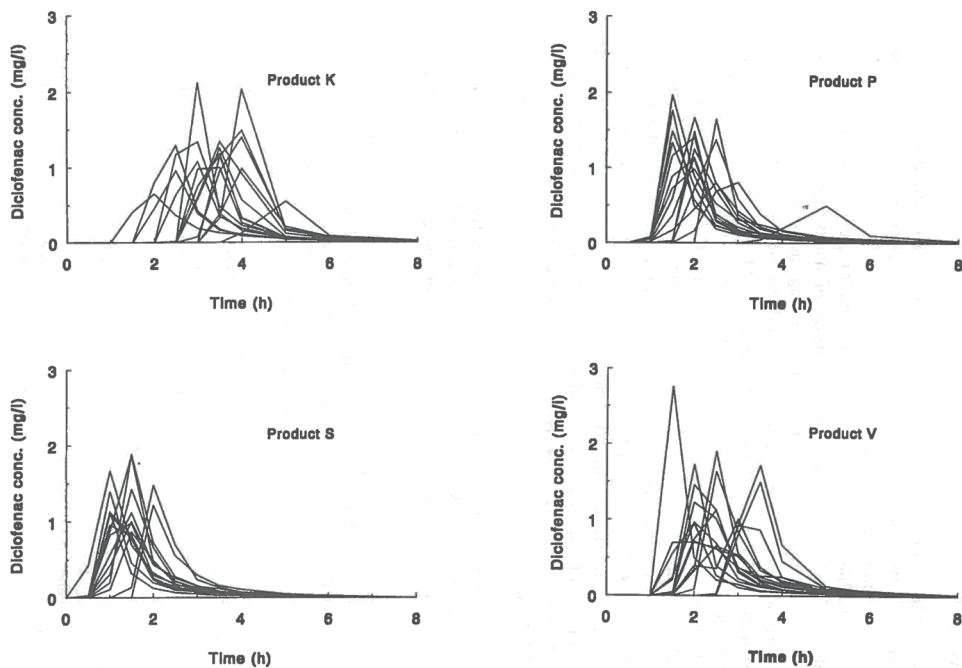 3
2
1
0
0 2 4 6 8
Diclofenac conc. (mg/l)
Product K
Time (h)
3
2
1
0
0 2 4 6 8
Diclofenac conc. (mg/l)
Product P
Time (h)
3
2
1
0
0 2 4 6 8
Diclofenac conc. (mg/l)
Product S
Time (h)
3
2
1
0
0 2 4 6 8
Diclofenac conc. (mg/l)
Product V
Time (h)